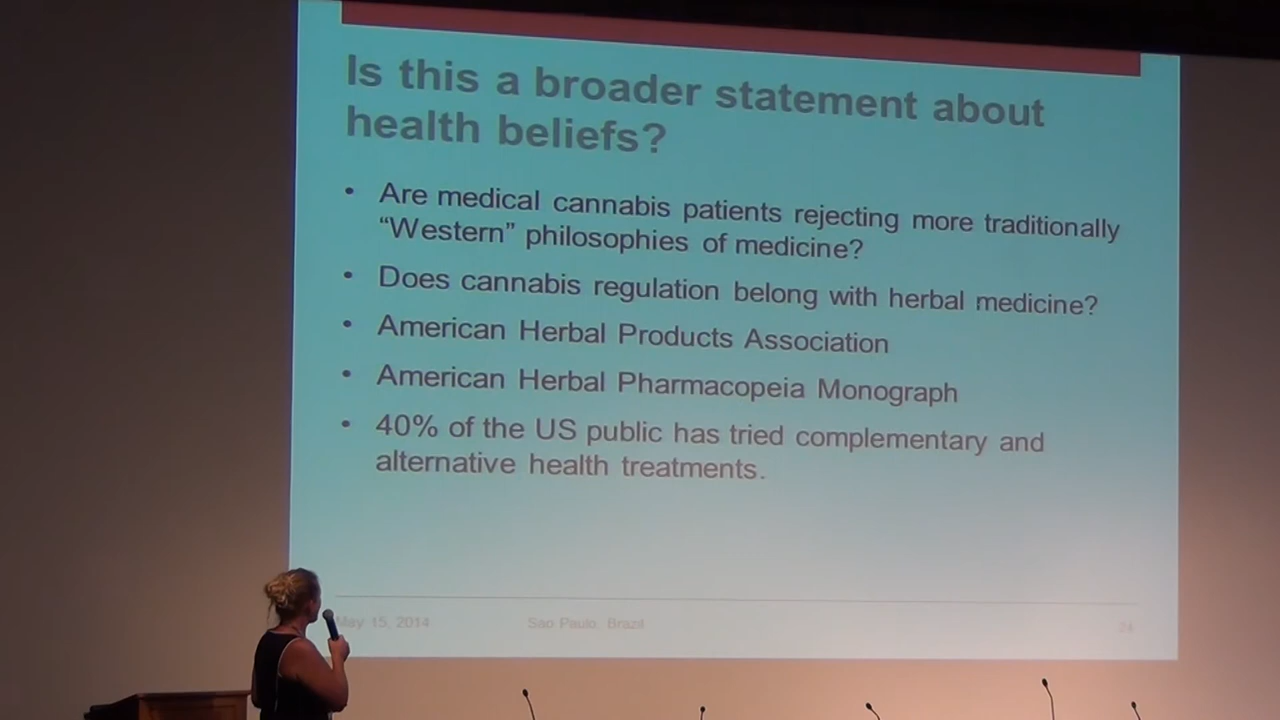 Is this a broader statement about
health beliefs?
• Are medical cannabis patients rejecting more traditionally
“Western” philosophies of medicine?
• Does cannabis regulation belong with herbal medicine?
• American Herbal Products Association
• American Herbal Pharmacopeia Monograph
• 40% of the US public has tried complementary and
alternative health treatments.
May 15, 2014 Sao Paulo, Brazil 24